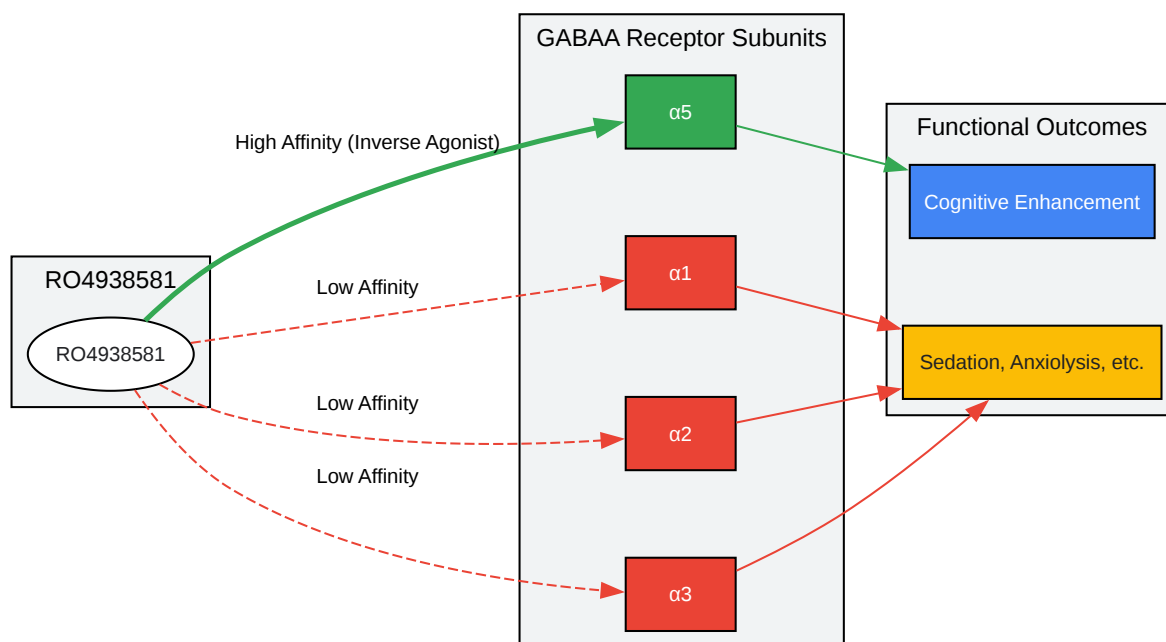 GABAA Receptor Subunits
α5
High Affinity (Inverse Agonist)
Functional Outcomes
Cognitive Enhancement
RO4938581
α1
Low Affinity
RO4938581
Sedation, Anxiolysis, etc.
Low Affinity
α2
Low Affinity
α3